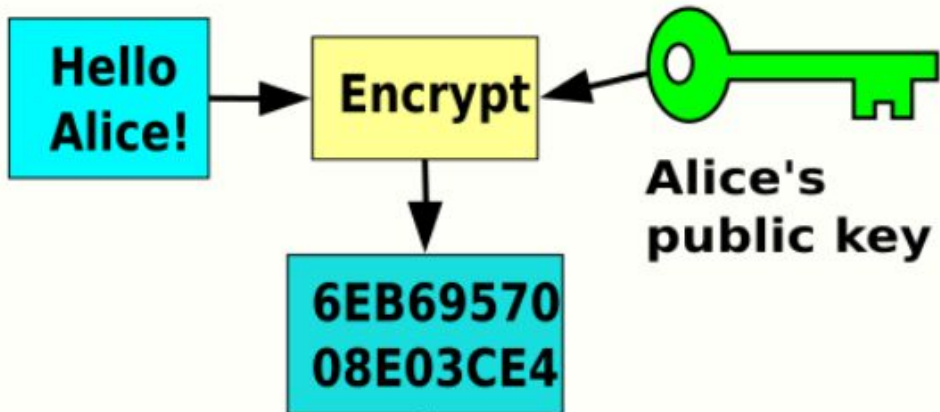 Hello
Alice!
Encrypt
Alice's
public key
6EB69570
08E03CE4